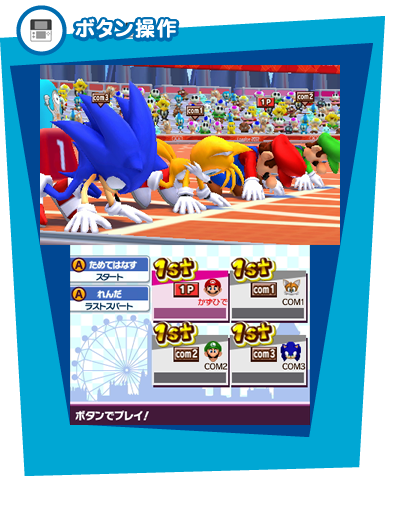 ボタン操作
com3
com1
1P
com2
1
A ためてはなす
スタート
A れんだ
ラストスパート
1st
1P
かずひで
1st
com1
COM1
1st
com2
COM2
1st
com3
COM3
ボタンでプレイ!